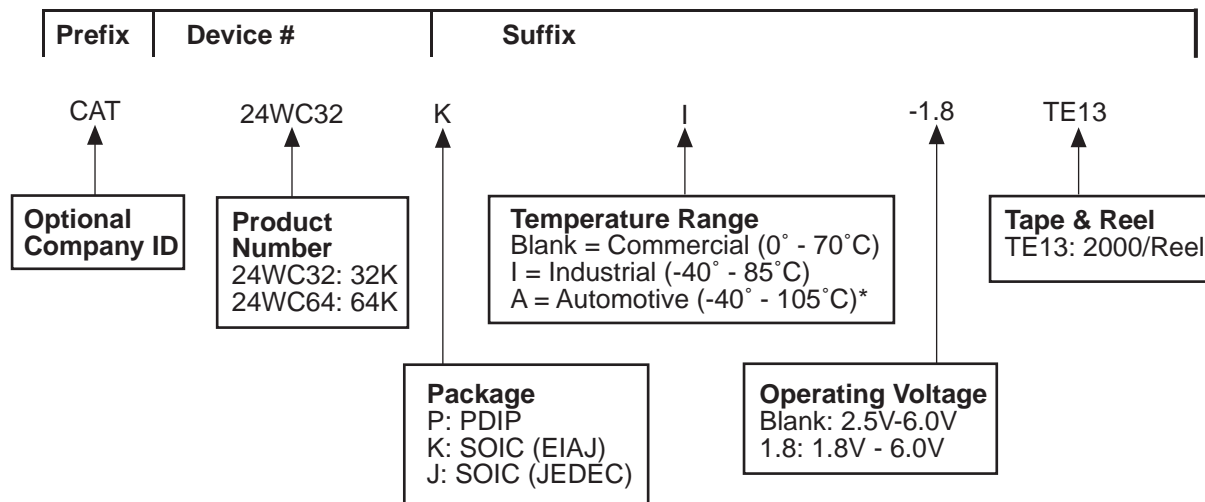 Prefix Device # Suffix
CAT 24WC32 K I -1.8 TE13
Optional
Company ID
Product
Number
24WC32: 32K
24WC64: 64K
Temperature Range
Blank = Commercial (0˚ - 70˚C)
I = Industrial (-40˚ - 85˚C)
A = Automotive (-40˚ - 105˚C)*
Tape & Reel
TE13: 2000/Reel
Package
P: PDIP
K: SOIC (EIAJ)
J: SOIC (JEDEC)
Operating Voltage
Blank: 2.5V-6.0V
1.8: 1.8V - 6.0V